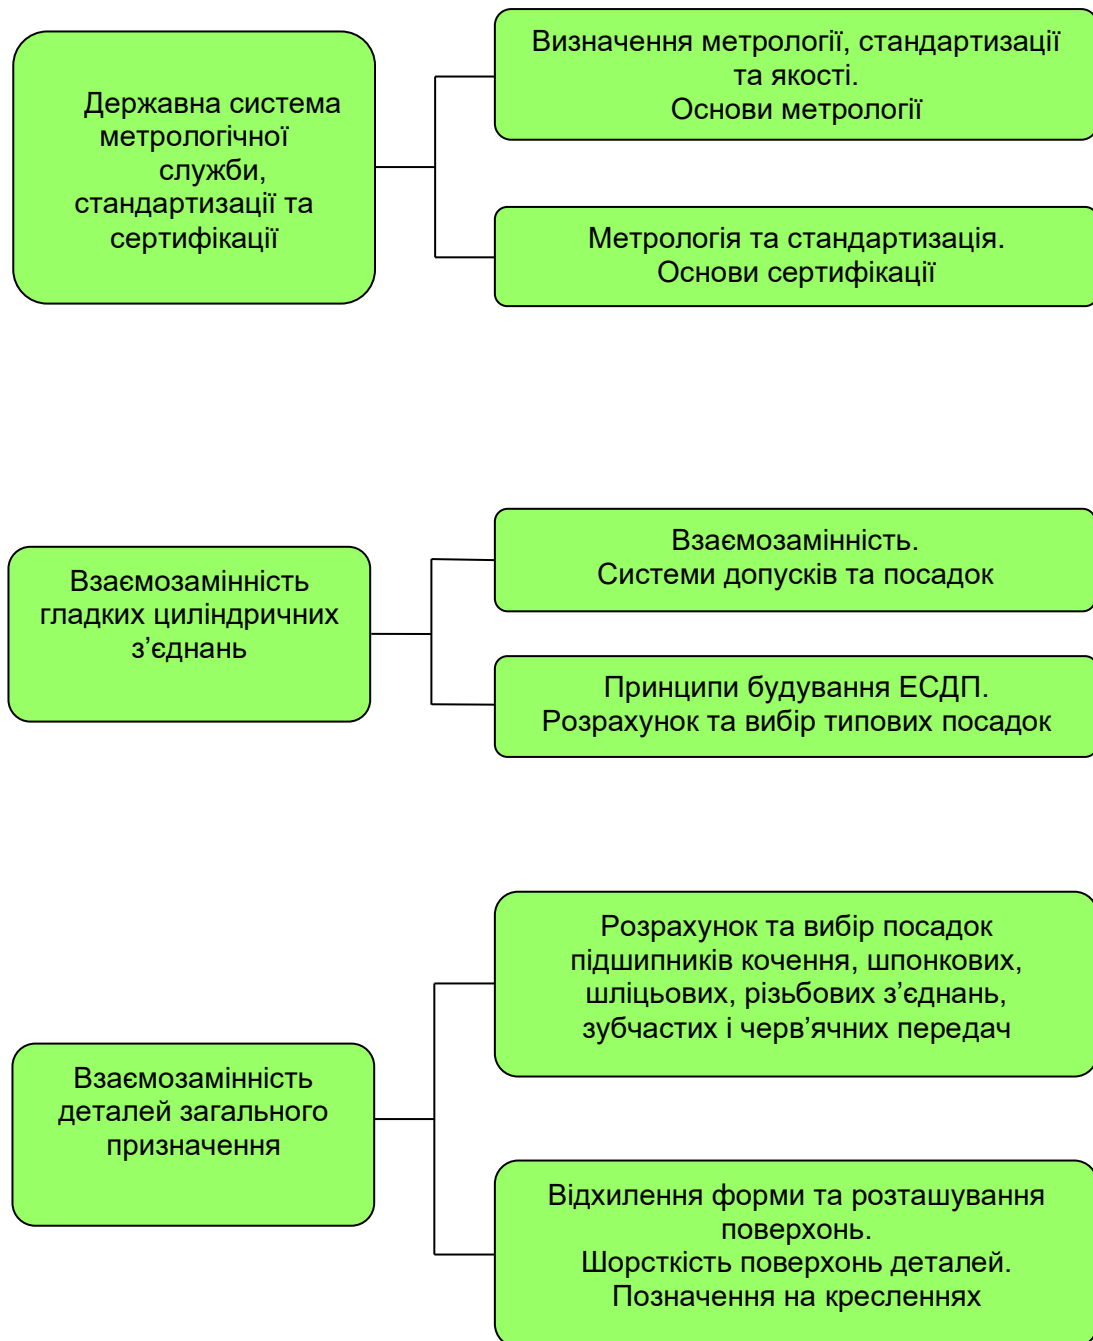 Державна система
метрологічної
служби,
стандартизації та
сертифікації
Визначення метрології, стандартизації
та якості.
Основи метрології
Метрологія та стандартизація.
Основи сертифікації
Взаємозамінність
гладких циліндричних
з’єднань
Взаємозамінність.
Системи допусків та посадок
Принципи будування ЕСДП.
Розрахунок та вибір типових посадок
Взаємозамінність
деталей загального
призначення
Розрахунок та вибір посадок
підшипників кочення, шпонкових,
шліцьових, різьбових з’єднань,
зубчастих і черв’ячних передач
Відхилення форми та розташування
поверхонь.
Шорсткість поверхонь деталей.
Позначення на кресленнях